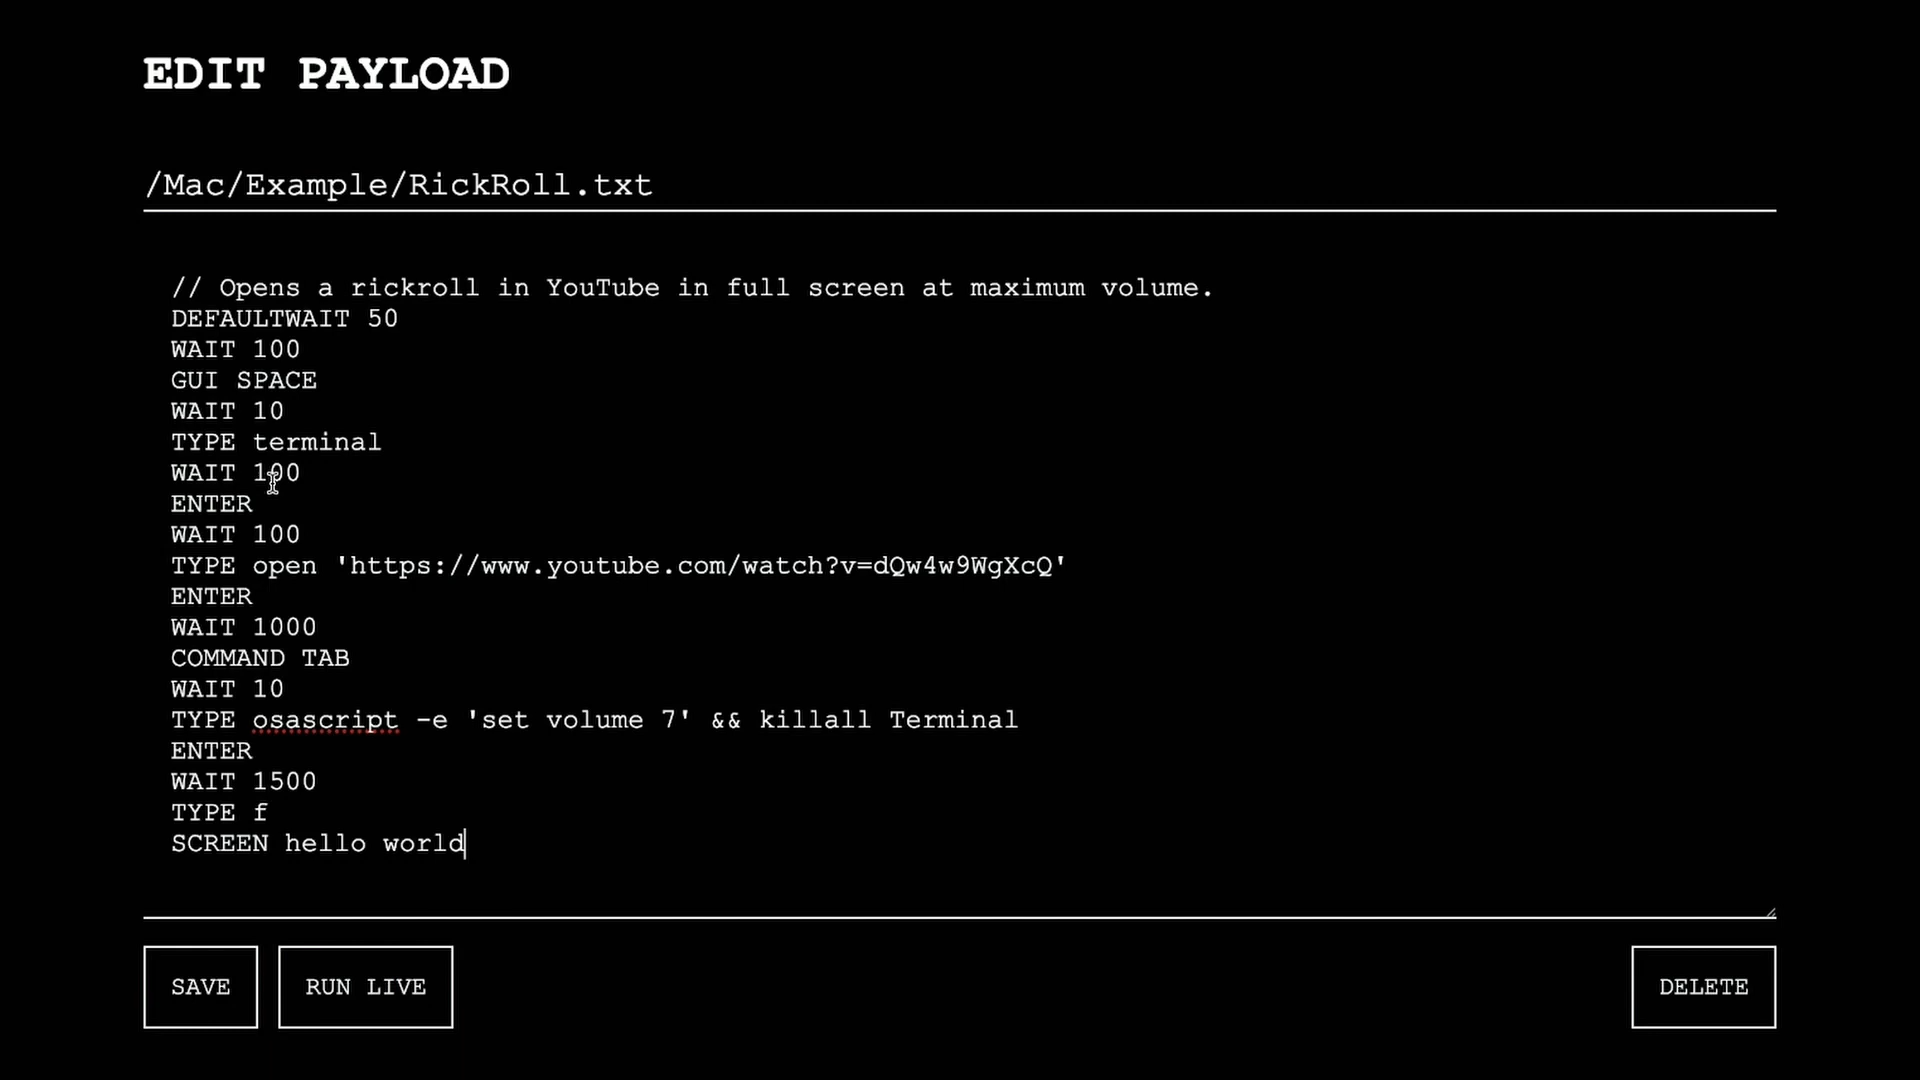 EDIT PAYLOAD
/Mac/Example/RickRoll.txt
// Opens a rickroll in YouTube in full screen at maximum volume.
DEFAULTWAIT 50
WAIT 100
GUI SPACE
WAIT 10
TYPE terminal
WAIT 100
ENTER
WAIT 100
TYPE open 'https://www.youtube.com/watch?v=dQw4w9WgXcQ'
ENTER
WAIT 1000
COMMAND TAB
WAIT 10
TYPE osascript -e 'set volume 7' && killall Terminal
ENTER
WAIT 1500
TYPE f
SCREEN hello world
SAVE
RUN LIVE
DELETE